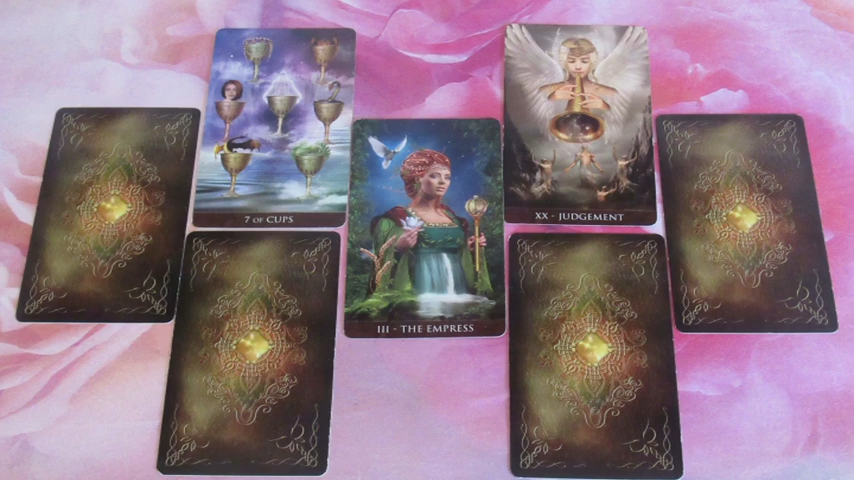 7 OF CUPS
XX - JUDGEMENT
III - THE EMPRESS